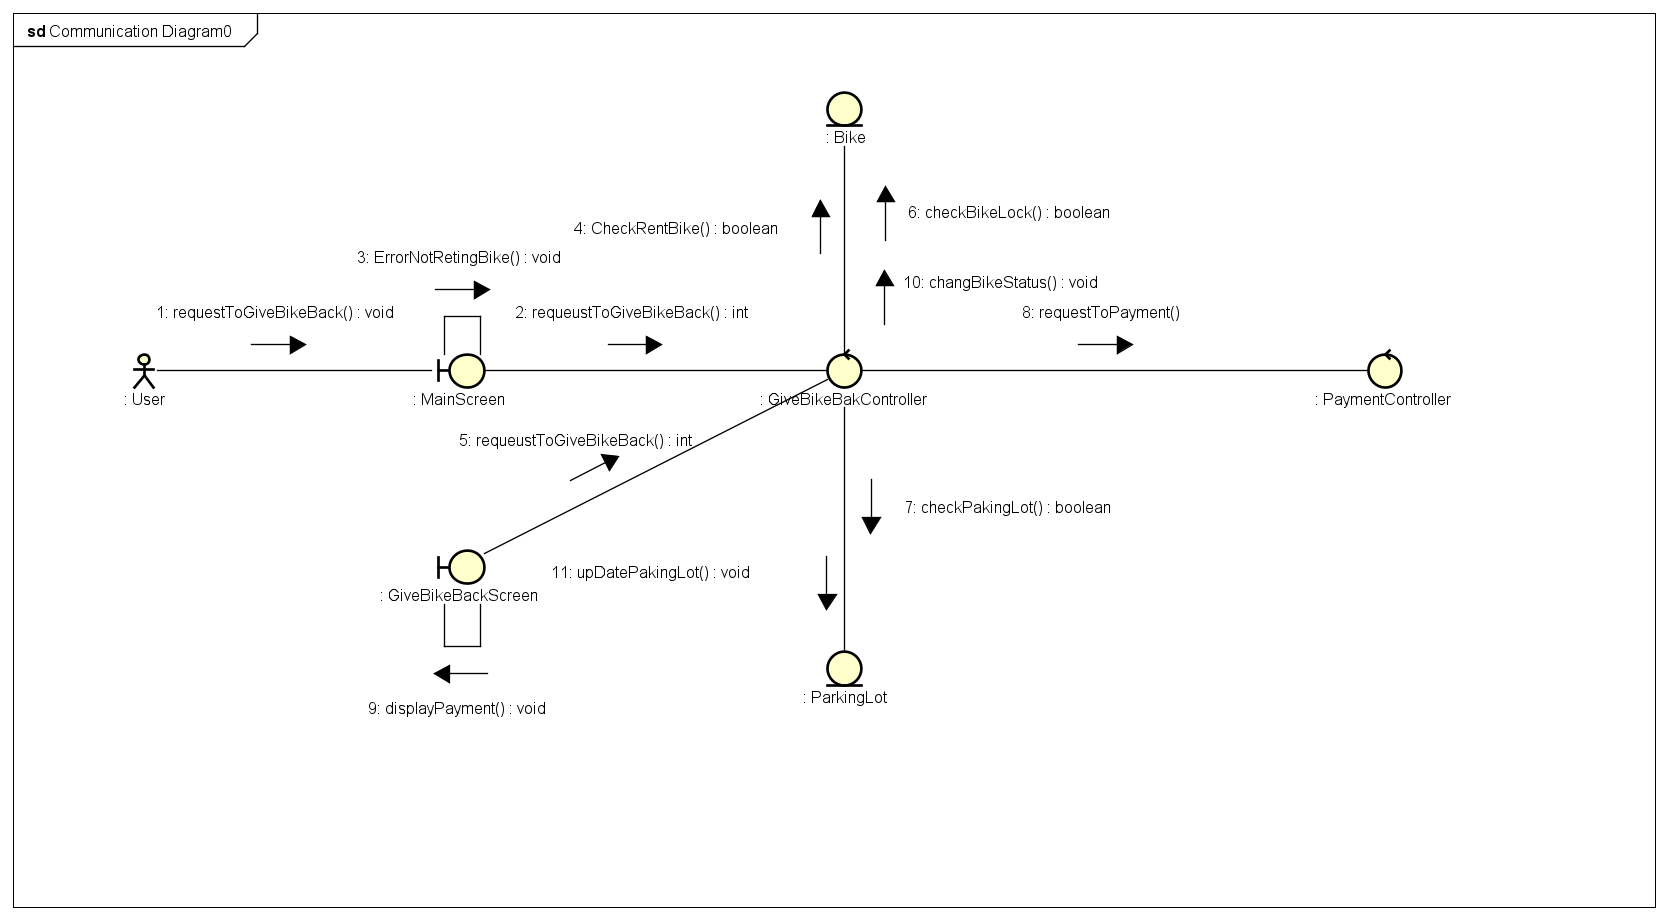 sd Communication Diagram0
: Bike
6: checkBikeLock() : boolean
4: CheckRentBike() : boolean
3: ErrorNotRetingBike() : void
10: changBikeStatus() : void
1: requestToGiveBikeBack() : void
2: requeustToGiveBikeBack() : int
8: requestToPayment()
: User
: MainScreen
: GiveBikeBakController
: PaymentController
5: requeustToGiveBikeBack() : int
7: checkPakingLot() : boolean
11: upDatePakingLot() : void
: GiveBikeBackScreen
: ParkingLot
9: displayPayment() : void